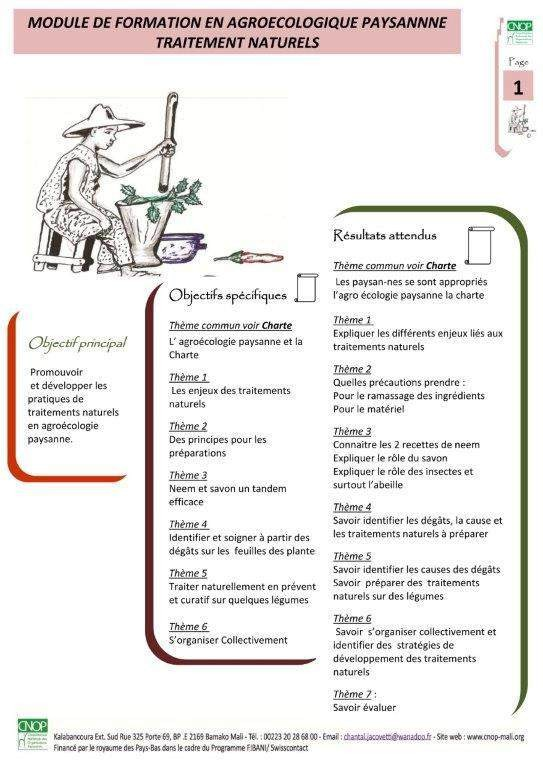 MODULE DE FORMATION EN AGROECOLOGIQUE PAYSANNNE
TRAITEMENT NATURELS
CNOP
Page
1
Objectif principal
Promouvoir
et développer les
pratiques de
traitements naturels
en agroécologie
paysanne.
Objectifs spécifiques
Thème commun voir Charte
L' agroécologie paysanne et la
Charte
Thème 1
Les enjeux des traitements
naturels
Thème 2
Des principes pour les
préparations
Thème 3
Neem et savon un tandem
efficace
Thème 4
Identifier et soigner à partir des
dégâts sur les feuilles des plante
Thème 5
Traiter naturellement en prévent
et curatif sur quelques légumes
Thème 6
S'organiser Collectivement
Résultats attendus
Thème commun voir Charte
Les paysan-nes se sont appropriés
l'agro écologie paysanne la charte
Thème 1
Expliquer les différents enjeux liés aux
traitements naturels
Thème 2
Quelles précautions prendre :
Pour le ramassage des ingrédients
Pour le matériel
Thème 3
Connaitre les 2 recettes de neem
Expliquer le rôle du savon
Expliquer le rôle des insectes et
surtout l'abeille
Thème 4
Savoir identifier les dégâts, la cause et
les traitements naturels à préparer
Thème 5
Savoir identifier les causes des dégâts
Savoir préparer des traitements
naturels sur des légumes
Thème 6
Savoir s'organiser collectivement et
identifier des stratégies de
développement des traitements
naturels
Thème 7 :
Savoir évaluer
CNOP
Kalabancoura Ext. Sud Rue 325 Porte 69, BP .E 2169 Bamako Mali - Tél. : 00223 20 28 68 00 - Email : chantal.jacovetti@wanadoo.fr - Site web : www.cnop-mali.org
Financé par le royaume des Pays-Bas dans le cadre du Programme FIBANI/ Swisscontact